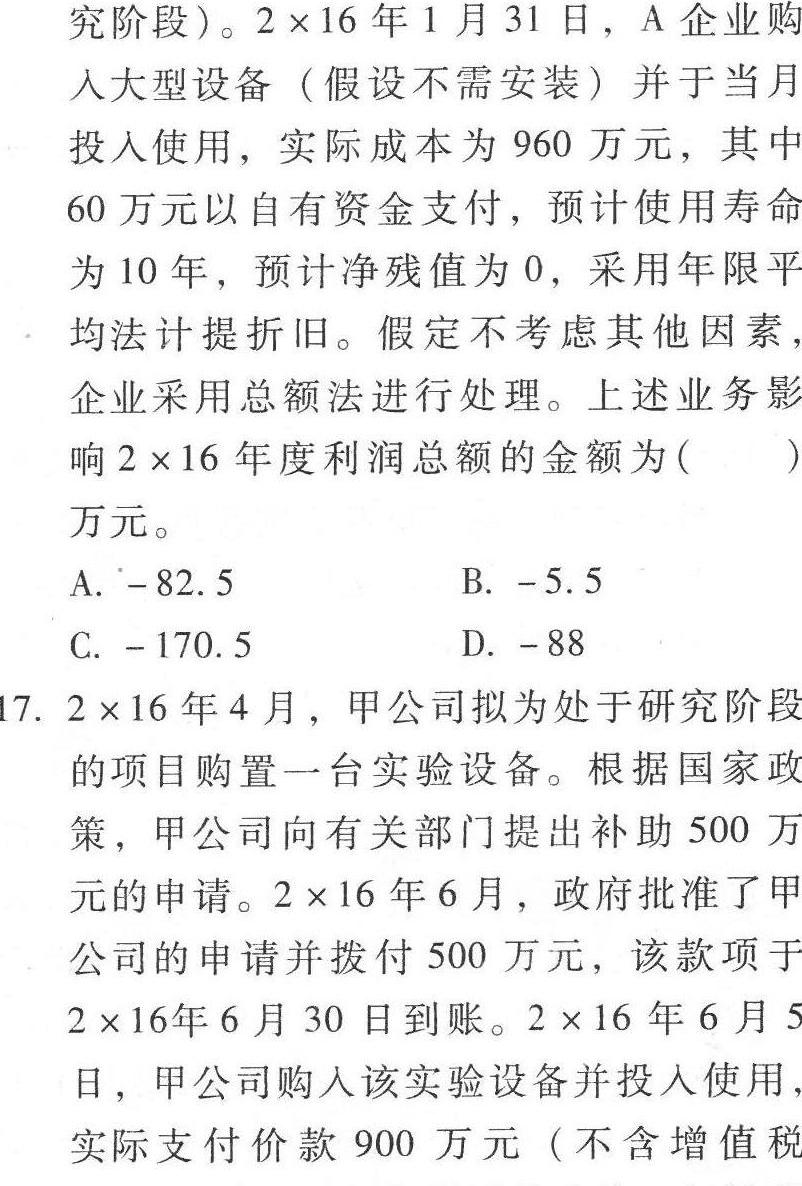 究阶段)。2×16 年 1 月 31 日，A 企业购
入大型设备（假设不需安装）并于当月
投入使用，实际成本为 960 万元，其中
60 万元以自有资金支付，预计使用寿命
为 10 年，预计净残值为 0，采用年限平
均法计提折旧。假定不考虑其他因素，
企业采用总额法进行处理。上述业务影
响 2×16 年度利润总额的金额为(　　)
万元。
A. －82.5　　B. －5.5
C. －170.5　　D. －88
17. 2×16 年 4 月，甲公司拟为处于研究阶段
的项目购置一台实验设备。根据国家政
策，甲公司向有关部门提出补助 500 万
元的申请。2×16 年 6 月，政府批准了甲
公司的申请并拨付 500 万元，该款项于
2×16年 6 月 30 日到账。2×16 年 6 月 5
日，甲公司购入该实验设备并投入使用，
实际支付价款 900 万元（不含增值税